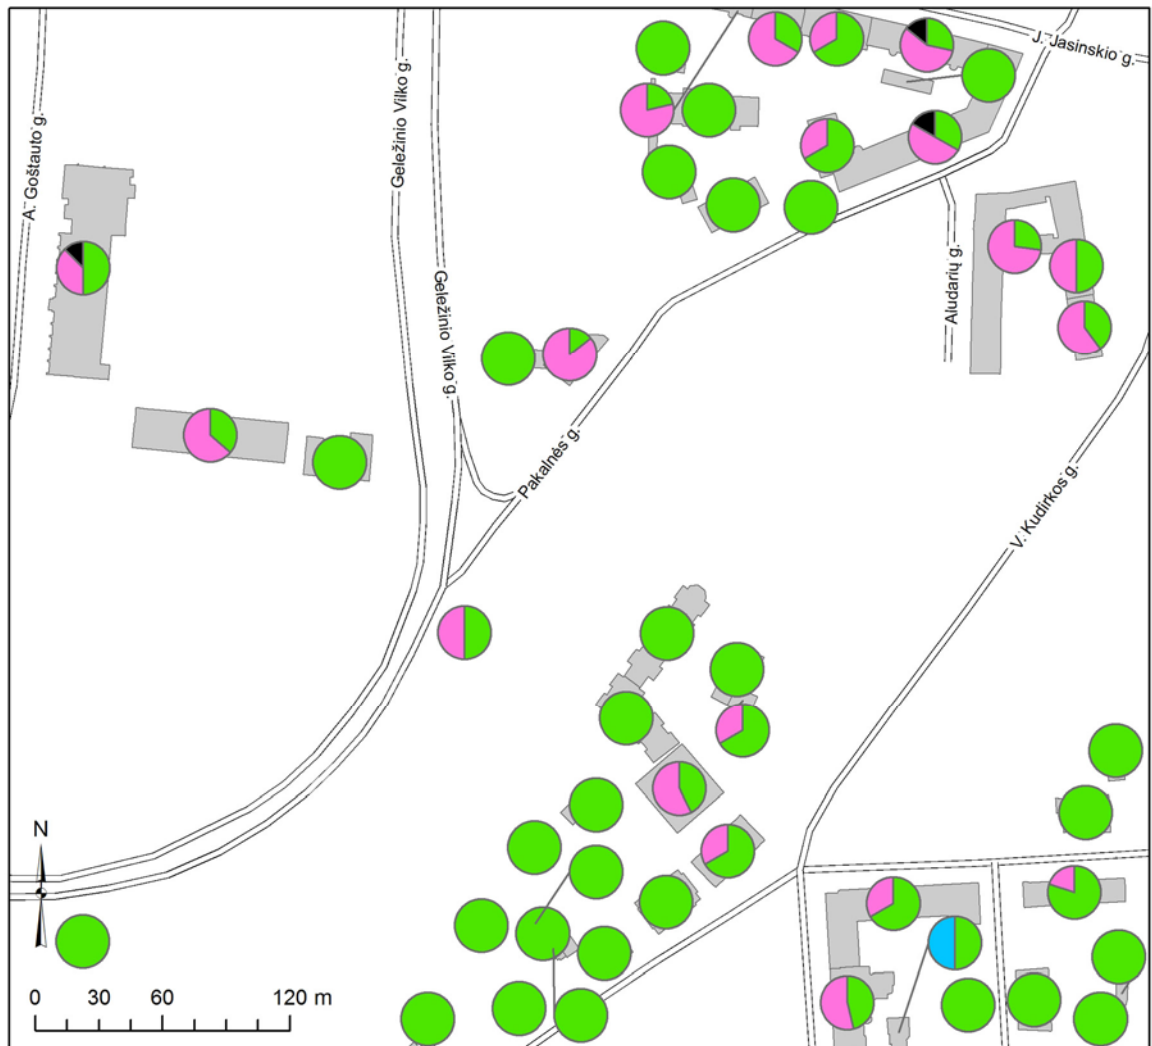 J. Jasinskio g.
A. Goštauto g.
Geležinio Vilko g.
Geležinio Vilko g.
Aludarių g.
Pakalnės g.
V. Kudirkos g.
N
0 30 60 120 m